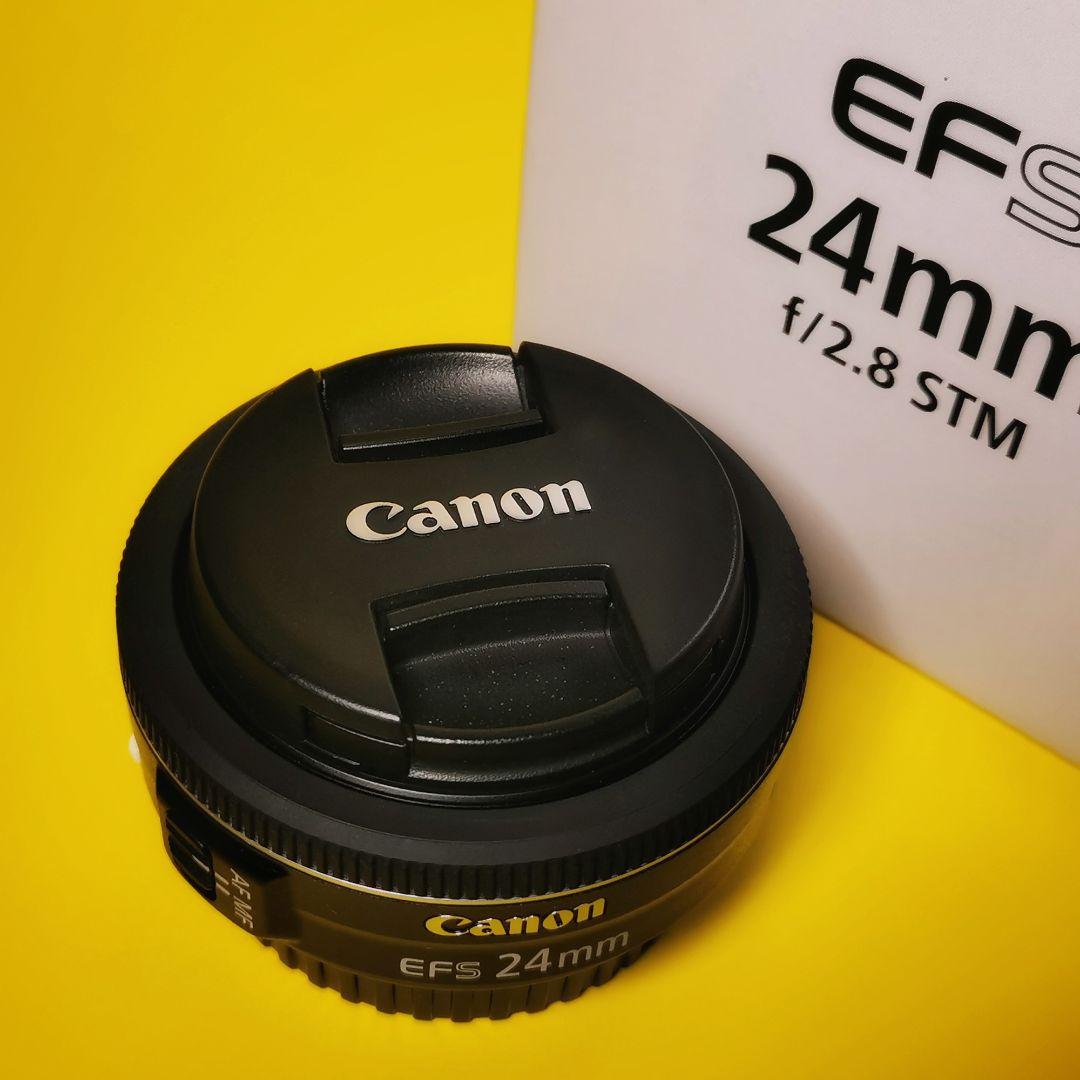 EFS
24mm
f/2.8 STM
Canon
AF MF
Canon
EFS 24mm